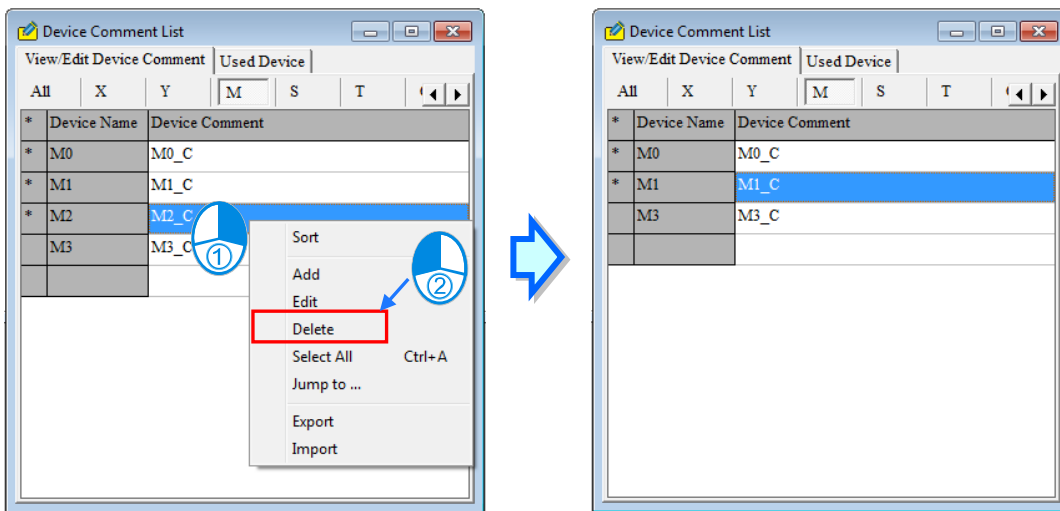 Device Comment List
View/Edit Device Comment Used Device
All X Y M S T
* Device Name Device Comment
* M0 M0_C
* M1 M1_C
* M2 M2_C
M3 M3_C
①
Sort
Add
Edit
Delete
Select All Ctrl+A
Jump to ...
Export
Import
②
Device Comment List
View/Edit Device Comment Used Device
All X Y M S T
* Device Name Device Comment
* M0 M0_C
* M1 M1_C
M3 M3_C